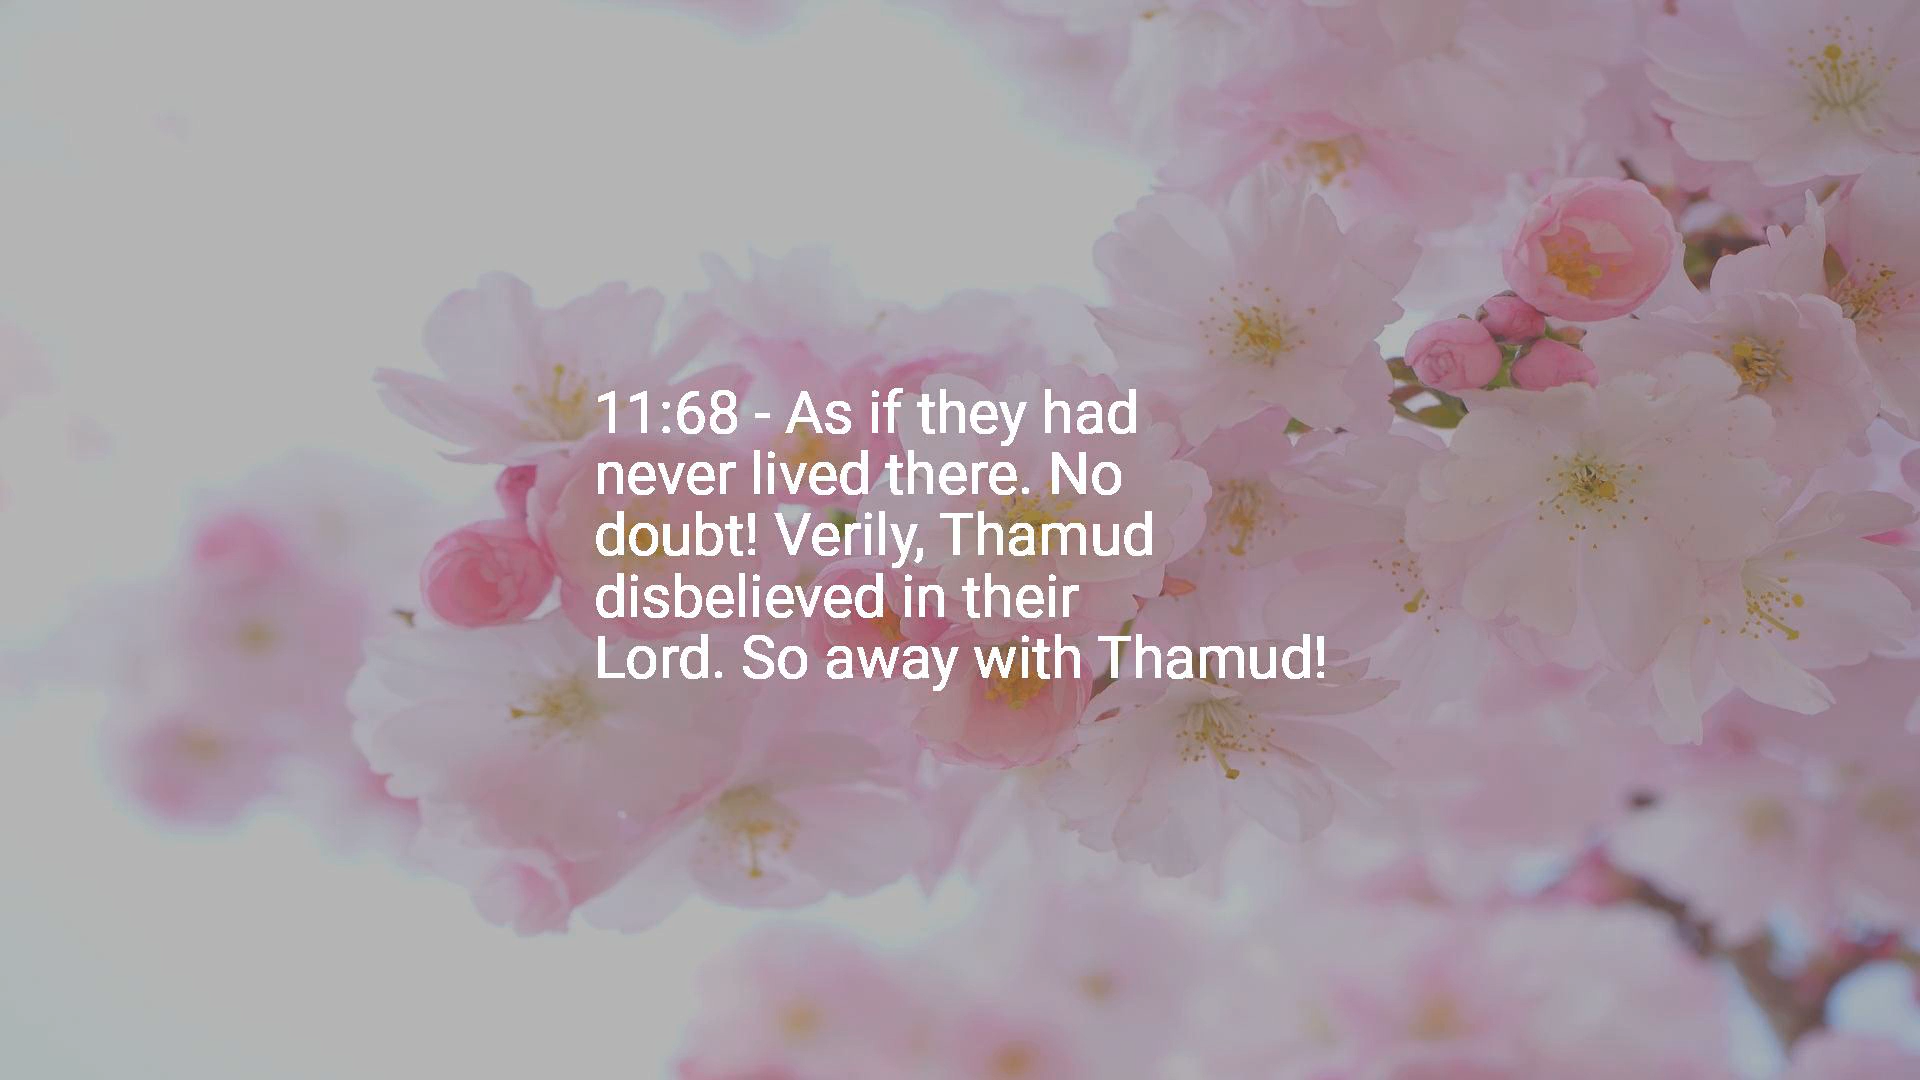 11:68 - As if they had
never lived there. No
doubt! Verily, Thamud
disbelieved in their
Lord. So away with Thamud!